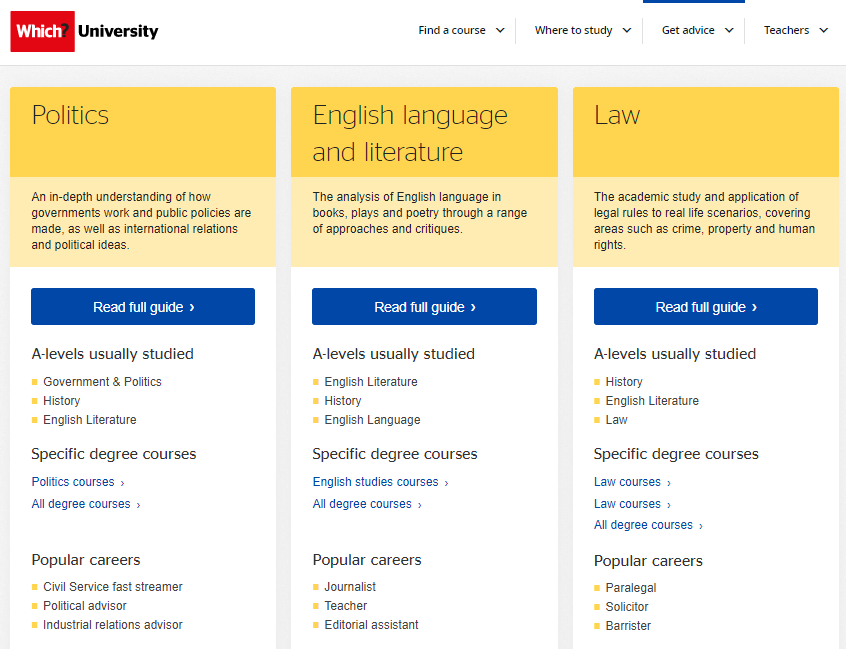 Which? University
Find a course
Where to study
Get advice
Teachers
Politics
An in-depth understanding of how
governments work and public policies are
made, as well as international relations
and political ideas.
Read full guide ›
A-levels usually studied
Government & Politics
History
English Literature
Specific degree courses
Politics courses ›
All degree courses ›
Popular careers
Civil Service fast streamer
Political advisor
Industrial relations advisor
English language
and literature
The analysis of English language in
books, plays and poetry through a range
of approaches and critiques.
Read full guide ›
A-levels usually studied
English Literature
History
English Language
Specific degree courses
English studies courses ›
All degree courses ›
Popular careers
Journalist
Teacher
Editorial assistant
Law
The academic study and application of
legal rules to real life scenarios, covering
areas such as crime, property and human
rights.
Read full guide ›
A-levels usually studied
History
English Literature
Law
Specific degree courses
Law courses ›
Law courses ›
All degree courses ›
Popular careers
Paralegal
Solicitor
Barrister